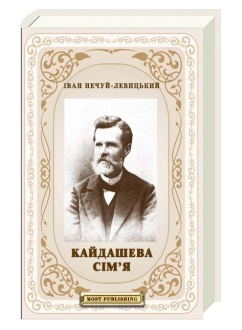 ІВАН НЕЧУЙ-ЛЕВИЦЬКИЙ
КАЙДАШЕВА
СІМ'Я
MOST PUBLISHING